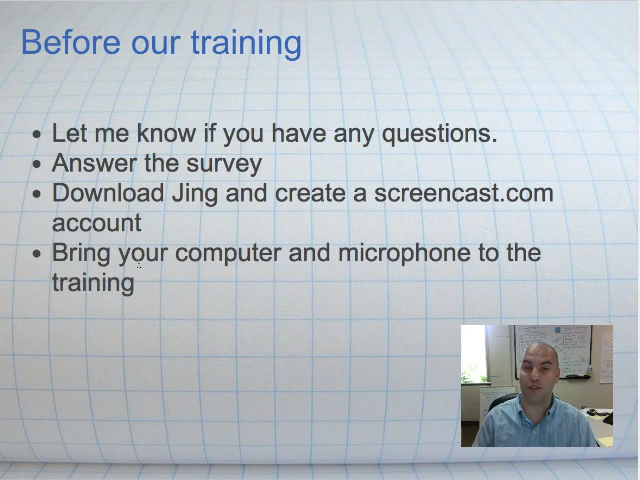 Before our training
Let me know if you have any questions.
Answer the survey
Download Jing and create a screencast.com
account
Bring your computer and microphone to the
training